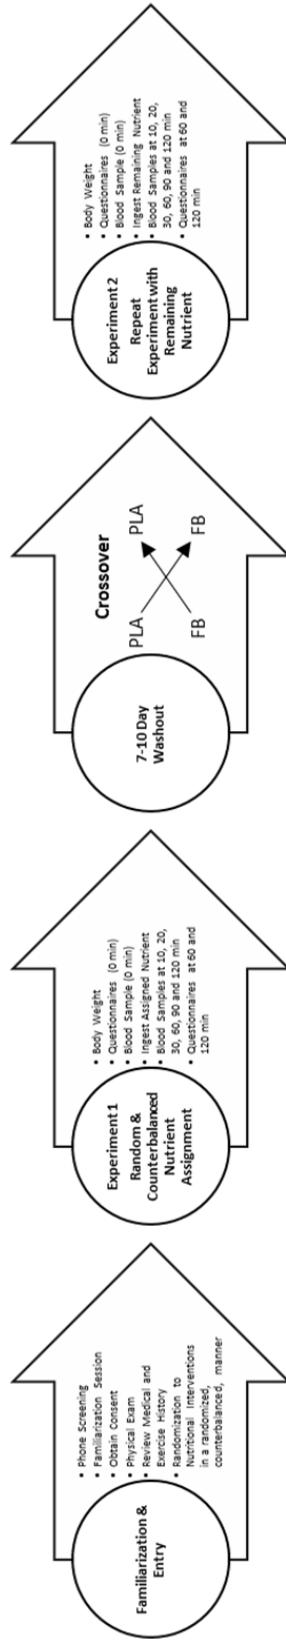 Familiarization &
Entry
• Phone Screening
• Familiarization Session
• Obtain Consent
• Physical Exam
• Review Medical and
Exercise History
• Randomization to
Nutritional Interventions
in a randomized,
counterbalanced, manner
Experiment 1
Random &
Counterbalanced
Nutrient
Assignment
• Body Weight
• Questionnaires (0 min)
• Blood Sample (0 min)
• Ingest Assigned Nutrient
• Blood Samples at 10, 20,
30, 60, 90 and 120 min
• Questionnaires at 60 and
120 min
7-10 Day
Washout
Crossover
PLA PLA
FB FB
Experiment 2
Repeat
Experiment with
Remaining
Nutrient
• Body Weight
• Questionnaires (0 min)
• Blood Sample (0 min)
• Ingest Remaining Nutrient
• Blood Samples at 10, 20,
30, 60, 90 and 120 min
• Questionnaires at 60 and
120 min